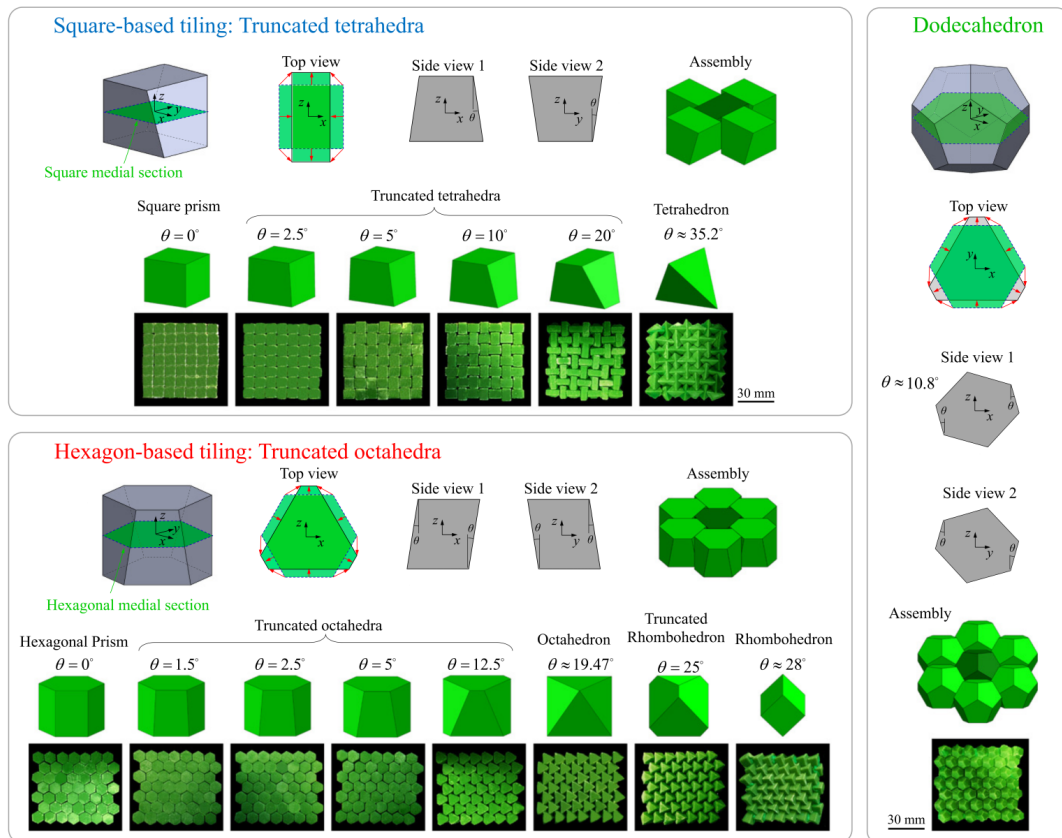 Square-based tiling: Truncated tetrahedra
Top view
Side view 1
Side view 2
Assembly
z
y
x
z
x
z
x
θ
z
y
θ
Square medial section
Square prism
Truncated tetrahedra
Tetrahedron
θ = 0°
θ = 2.5°
θ = 5°
θ = 10°
θ = 20°
θ ≈ 35.2°
30 mm
Hexagon-based tiling: Truncated octahedra
Top view
Side view 1
Side view 2
Assembly
z
y
x
z
x
θ
z
x
θ
θ
z
y
θ
Hexagonal medial section
Hexagonal Prism
Truncated octahedra
Octahedron
Truncated
Rhombohedron
Rhombohedron
θ = 0°
θ = 1.5°
θ = 2.5°
θ = 5°
θ = 12.5°
θ ≈ 19.47°
θ = 25°
θ ≈ 28°
Dodecahedron
z
y
x
Top view
y
x
Side view 1
θ ≈ 10.8°
z
x
θ
θ
Side view 2
z
y
θ
θ
Assembly
30 mm